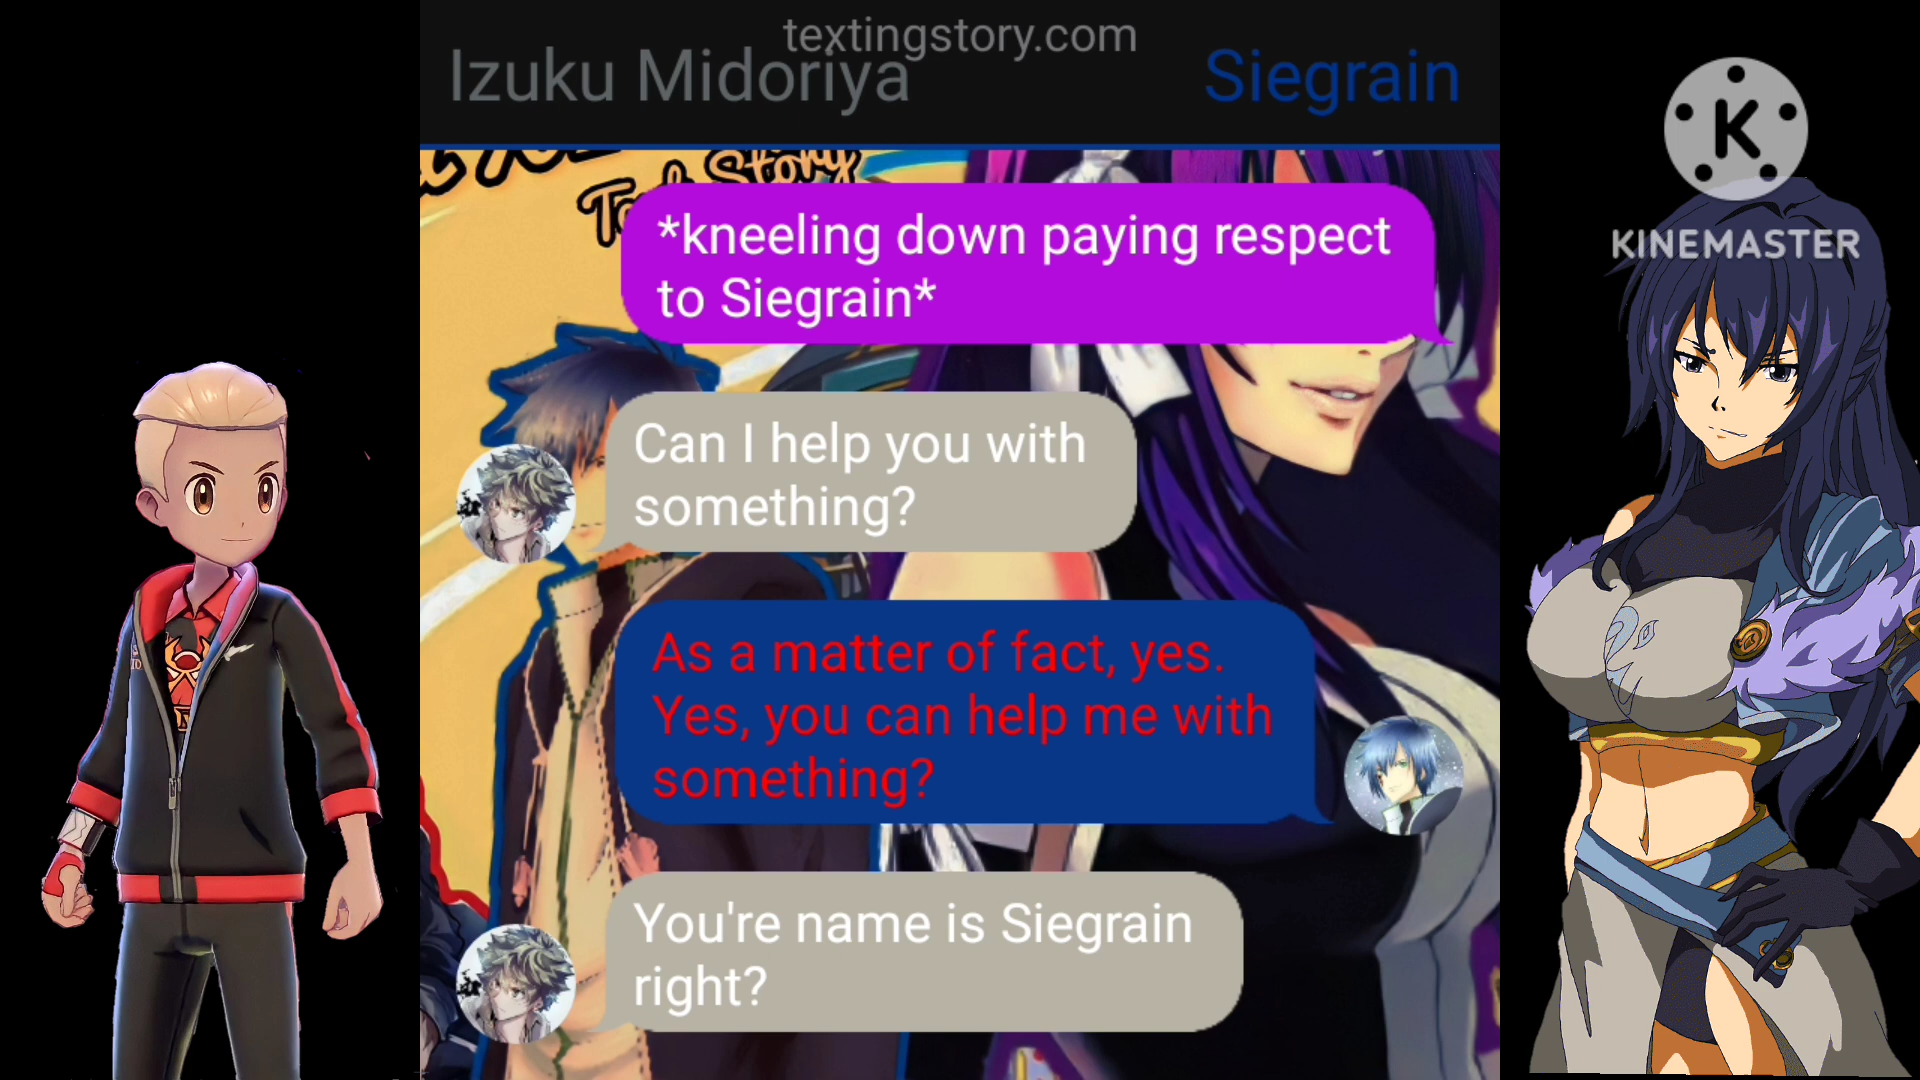 textingstory.com
Izuku Midoriya
Siegrain
K
KINEMASTER
Story
*kneeling down paying respect
to Siegrain*
Can I help you with
something?
As a matter of fact, yes.
Yes, you can help me with
something?
You're name is Siegrain
right?